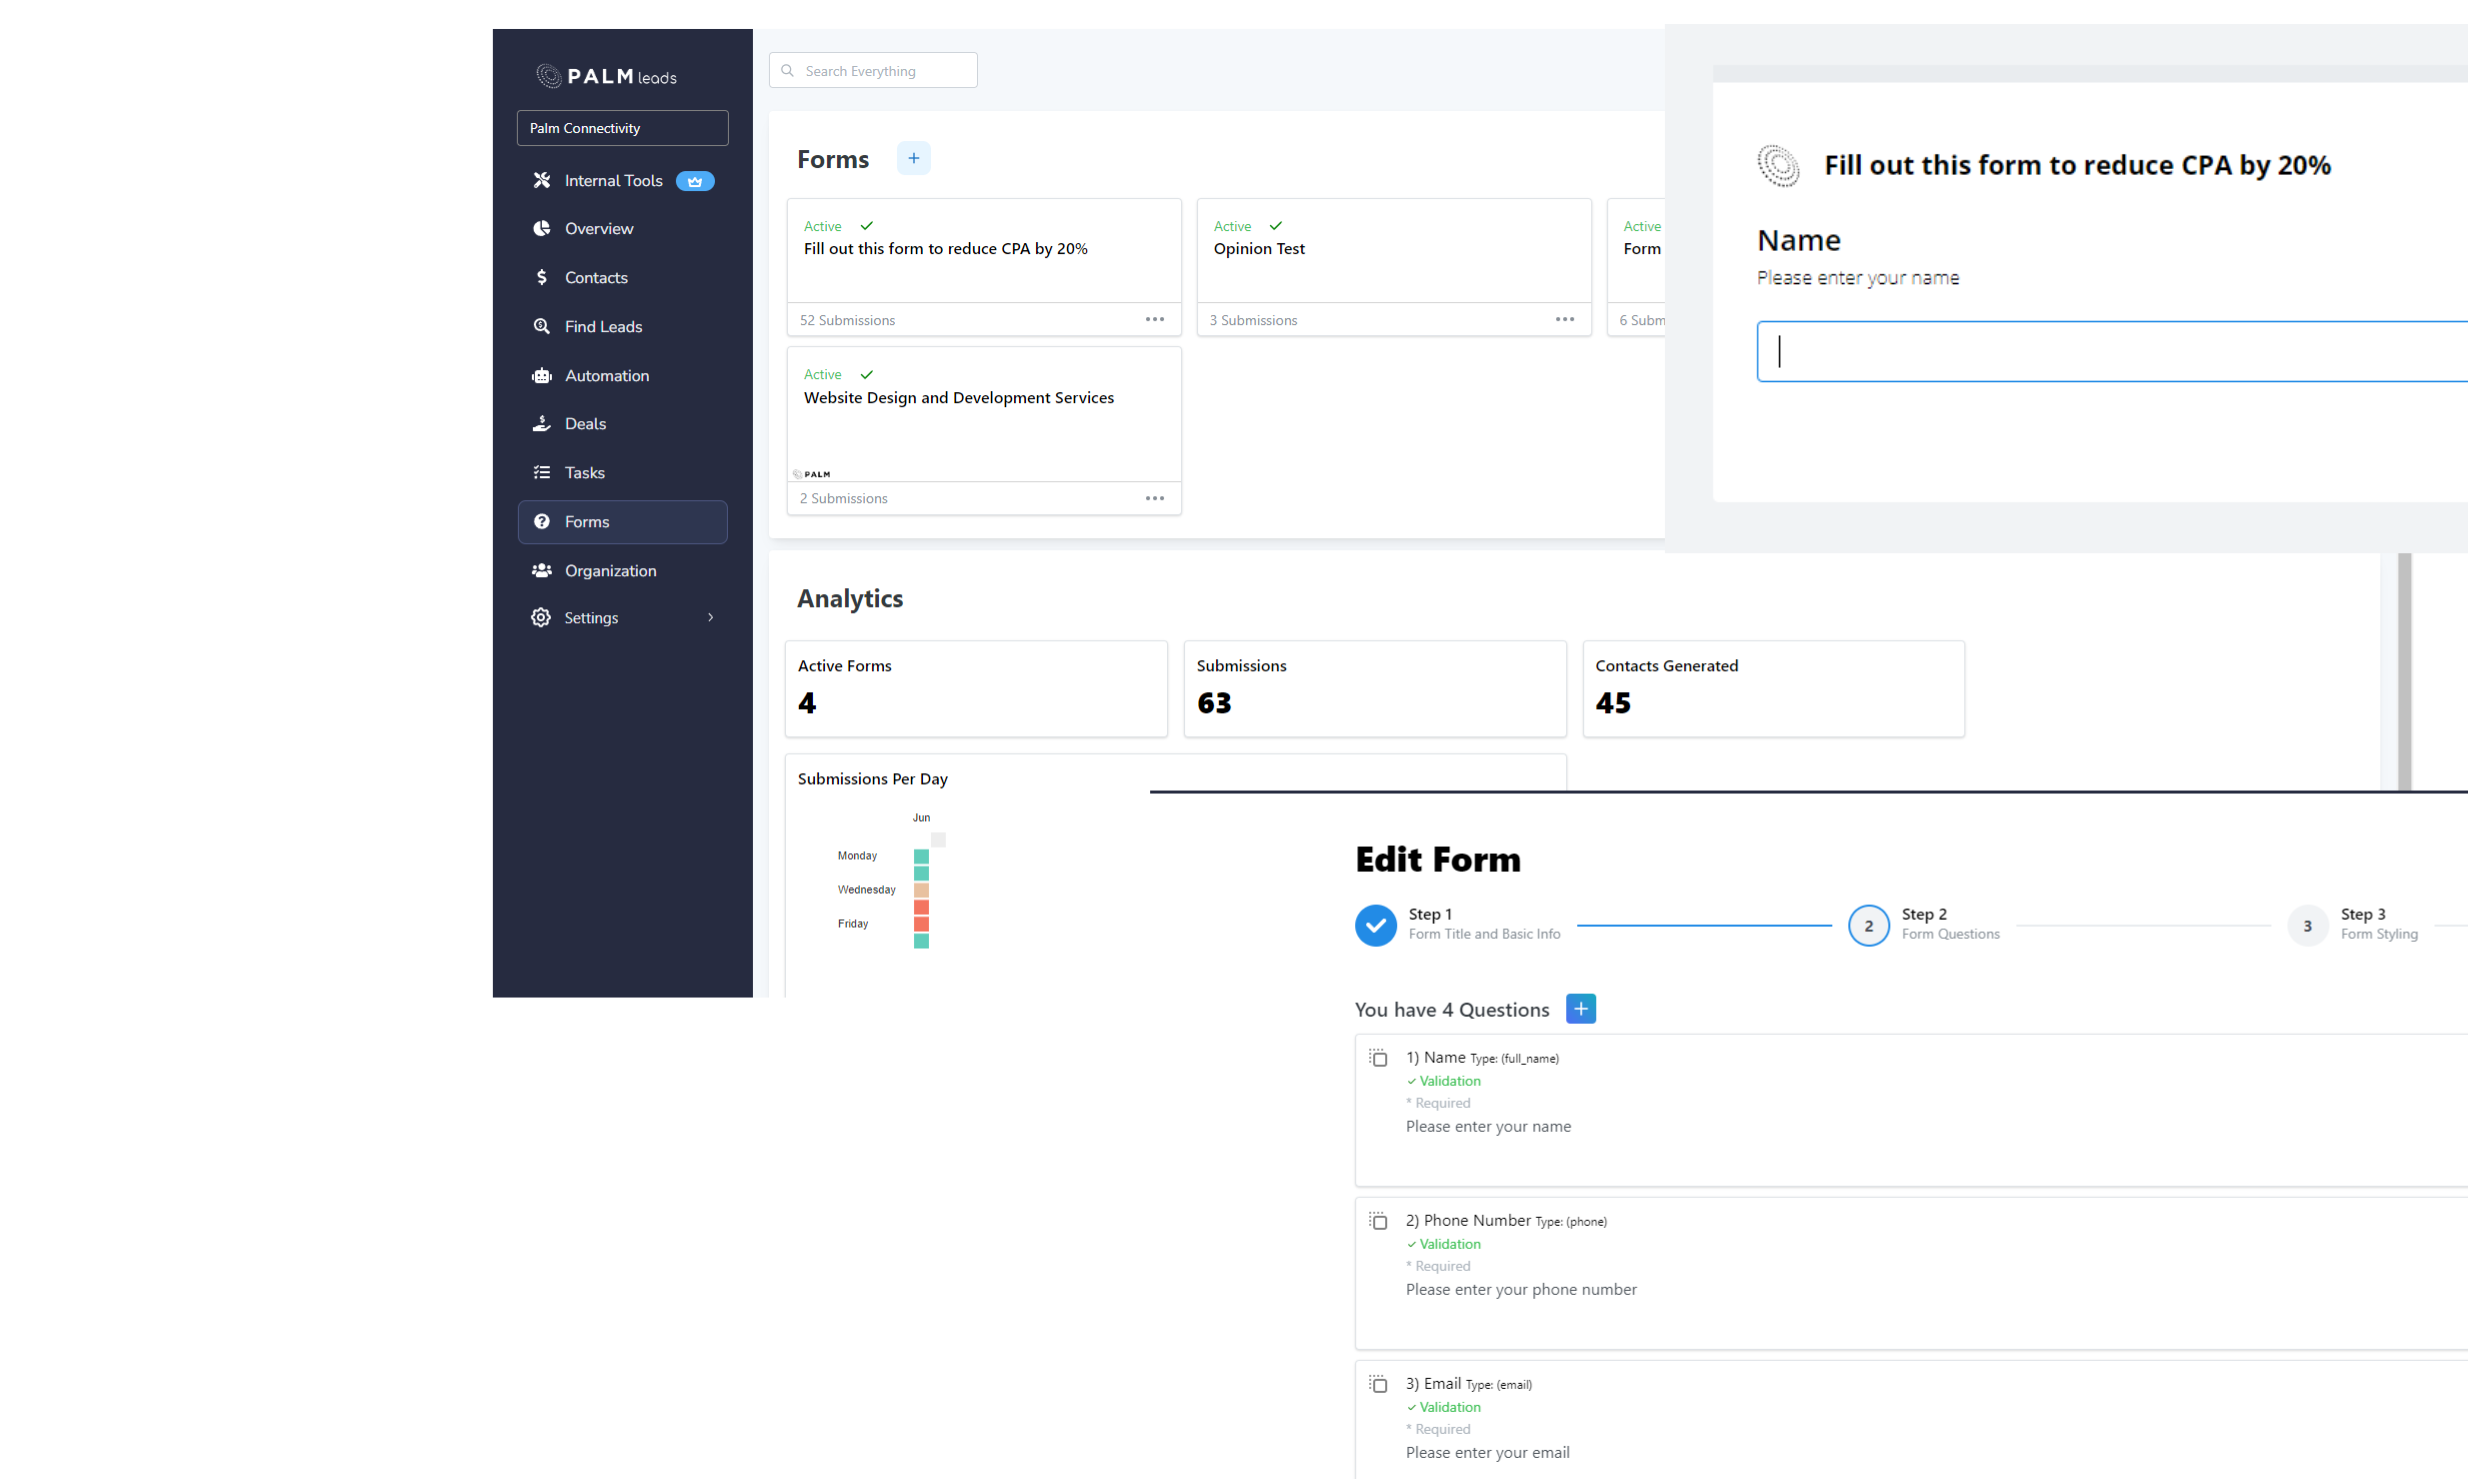 PALM leads
Palm Connectivity
Internal Tools
Overview
Contacts
Find Leads
Automation
Deals
Tasks
Forms
Organization
Settings
Search Everything
Forms
Active
Fill out this form to reduce CPA by 20%
52 Submissions
Active
Opinion Test
3 Submissions
Active
Form
6 Subm
Active
Website Design and Development Services
PALM
2 Submissions
Fill out this form to reduce CPA by 20%
Name
Please enter your name
Analytics
Active Forms
4
Submissions
63
Contacts Generated
45
Submissions Per Day
Jun
Monday
Wednesday
Friday
Edit Form
Step 1
Form Title and Basic Info
2
Step 2
Form Questions
3
Step 3
Form Styling
You have 4 Questions
1) Name Type: (full_name)
Validation
* Required
Please enter your name
2) Phone Number Type: (phone)
Validation
* Required
Please enter your phone number
3) Email Type: (email)
Validation
* Required
Please enter your email